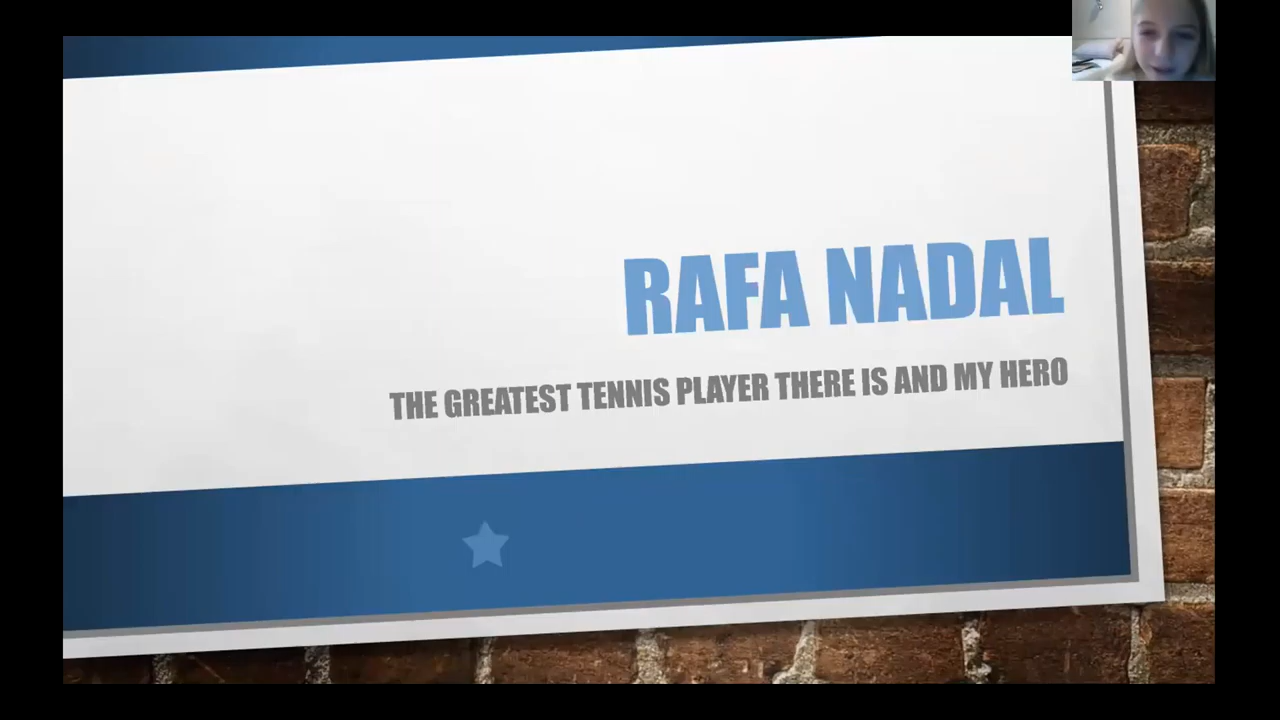 RAFA NADAL
THE GREATEST TENNIS PLAYER THERE IS AND MY HERO